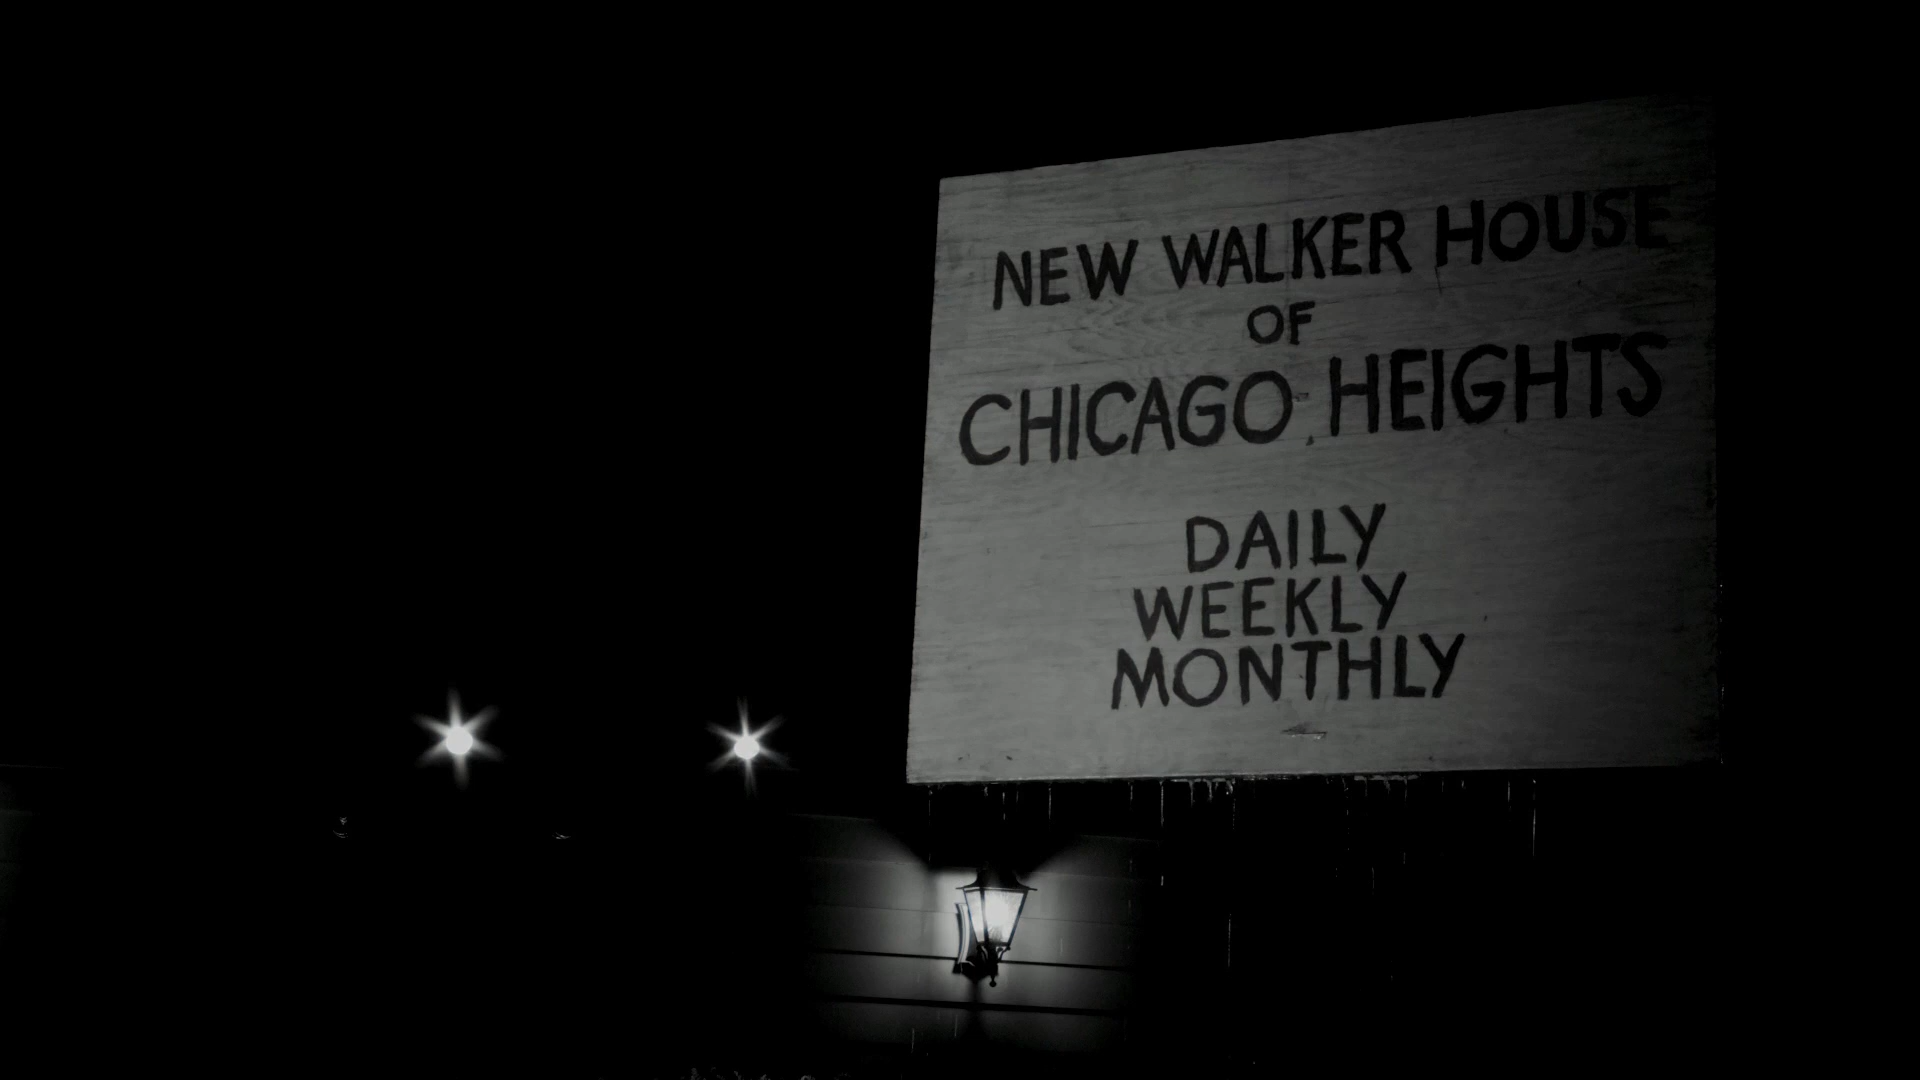 NEW WALKER HOUSE
OF
CHICAGO HEIGHTS
DAILY
WEEKLY
MONTHLY